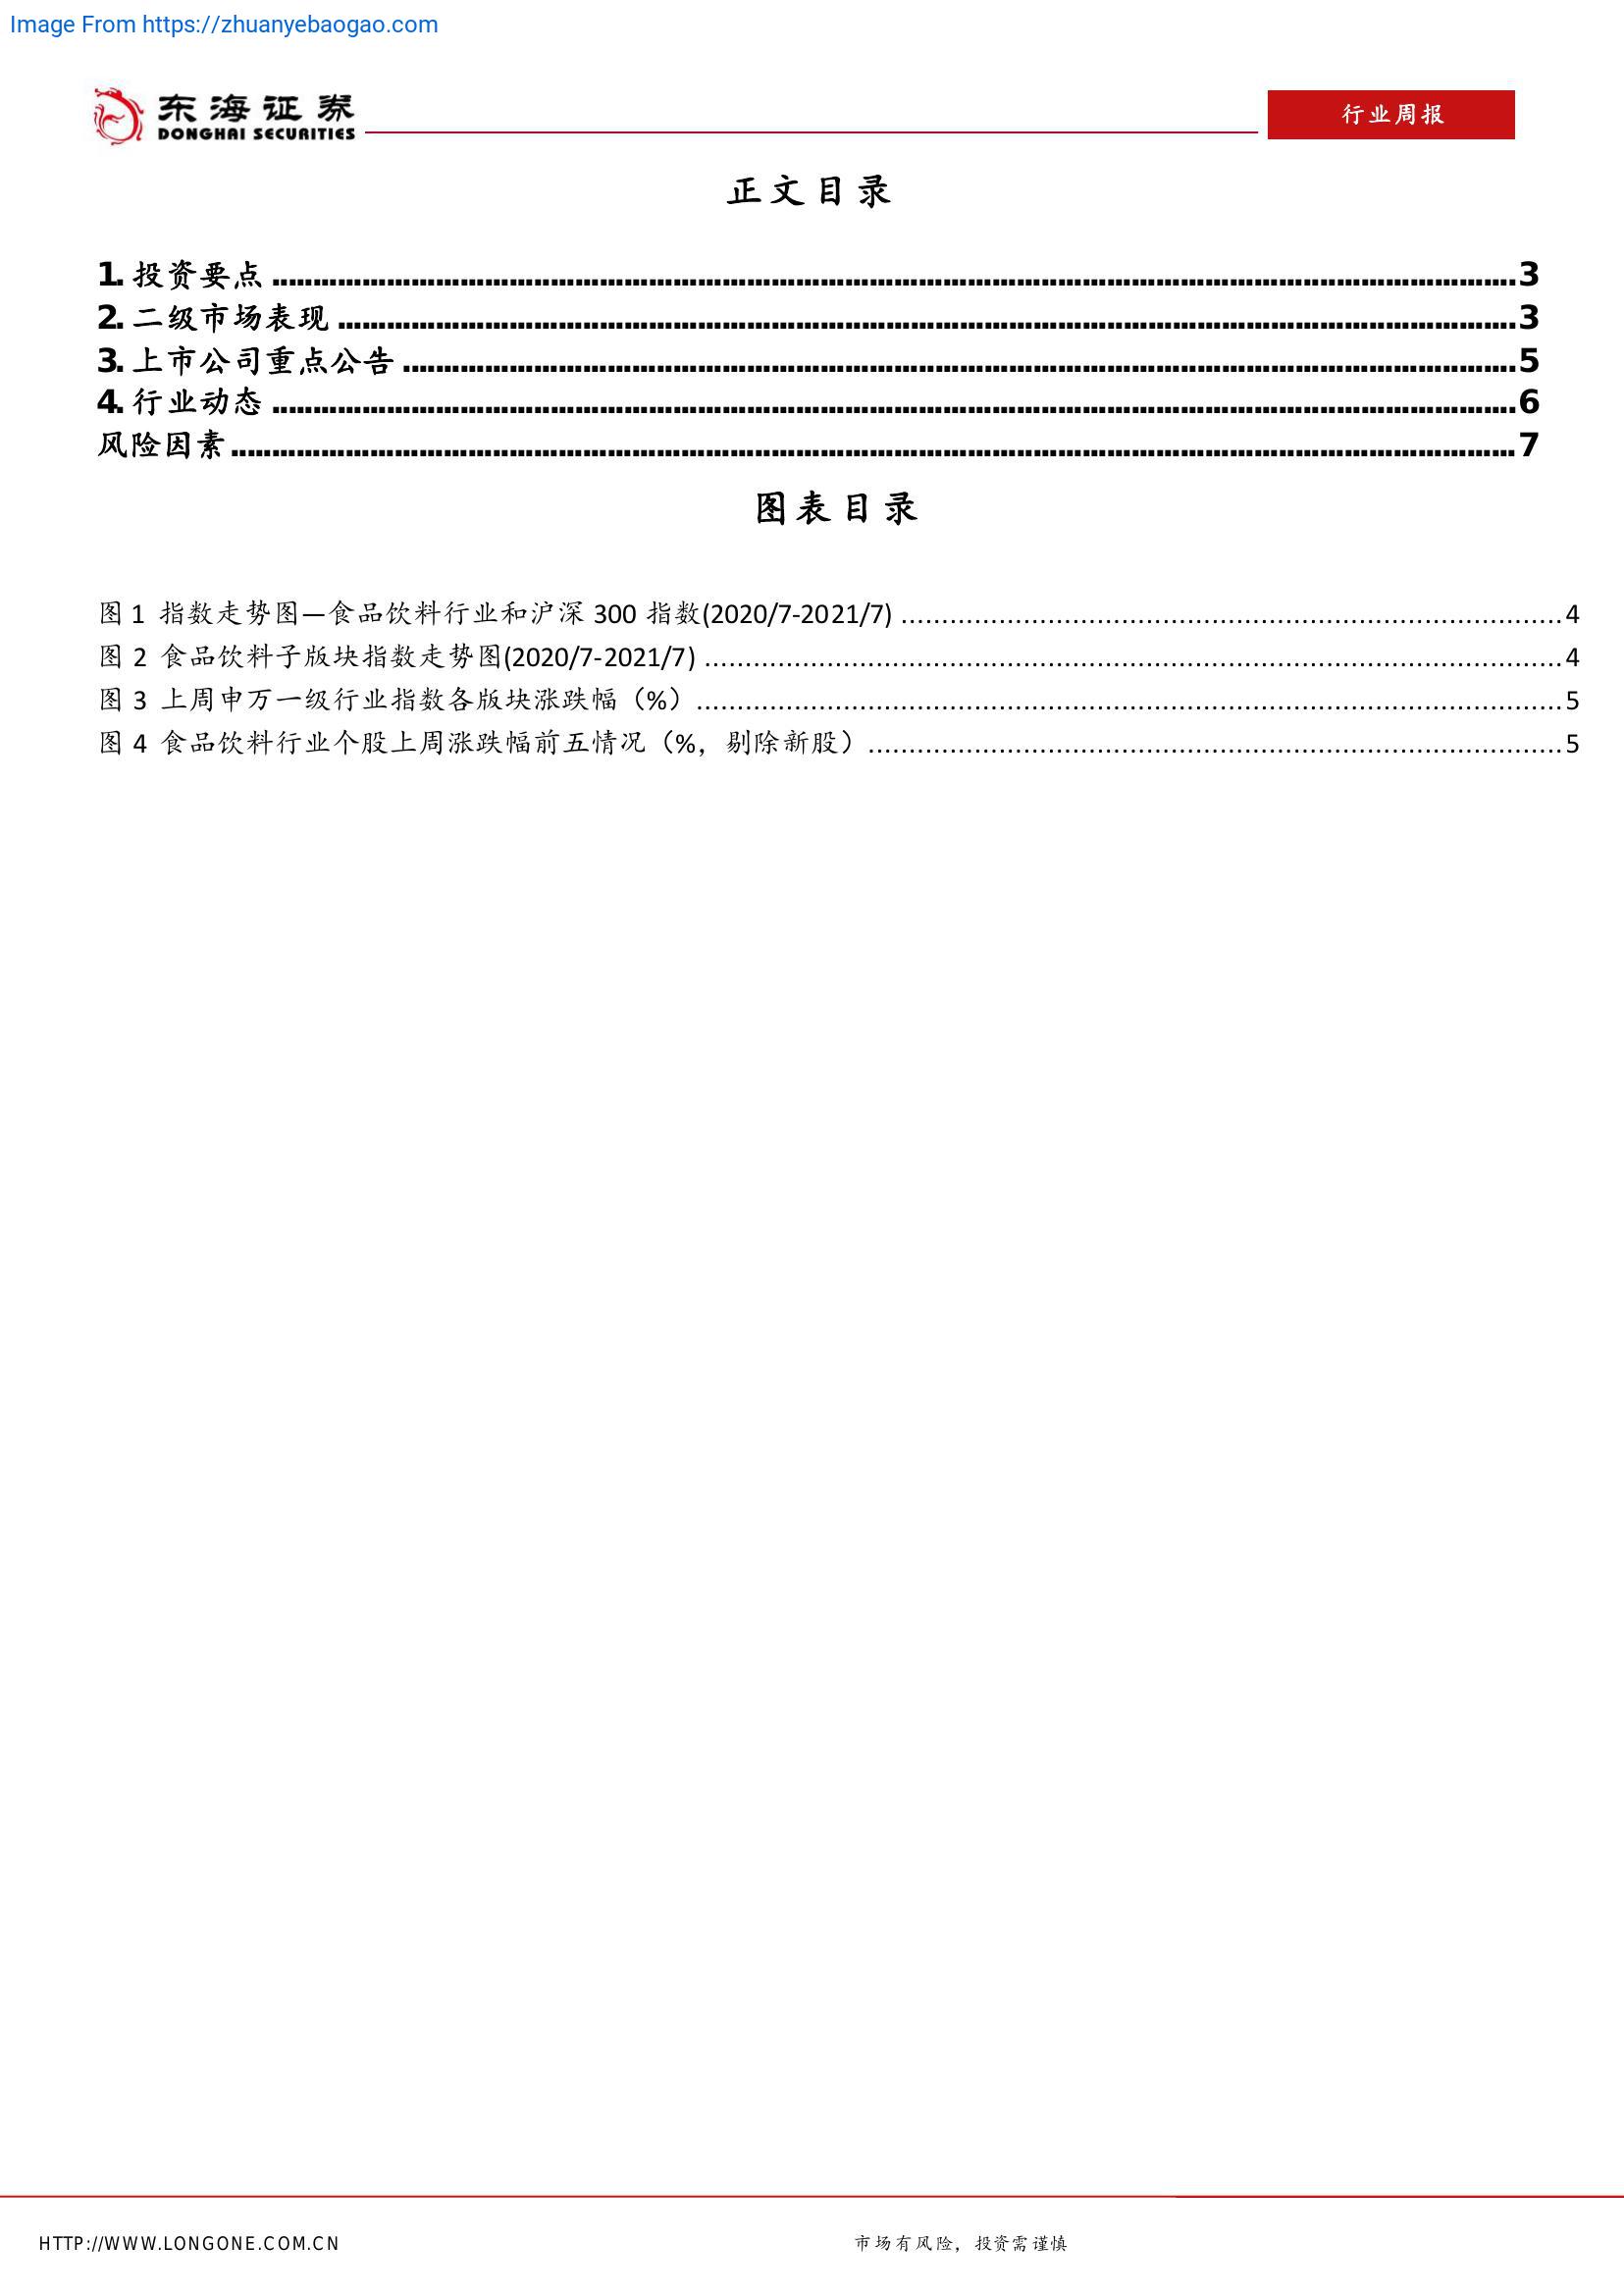 Image From https://zhuanyebaogao.com
东海证券
DONGHAI SECURITIES
行业周报
正文目录
1. 投资要点 ........................................ 3
2. 二级市场表现 ........................................ 3
3. 上市公司重点公告 ........................................ 5
4. 行业动态 ........................................ 6
风险因素 ........................................ 7
图表目录
图 1 指数走势图—食品饮料行业和沪深 300 指数(2020/7-2021/7) ........................................ 4
图 2 食品饮料子版块指数走势图(2020/7-2021/7) ........................................ 4
图 3 上周申万一级行业指数各版块涨跌幅（%） ........................................ 5
图 4 食品饮料行业个股上周涨跌幅前五情况（%，剔除新股） ........................................ 5
HTTP://WWW.LONGONE.COM.CN
市场有风险，投资需谨慎